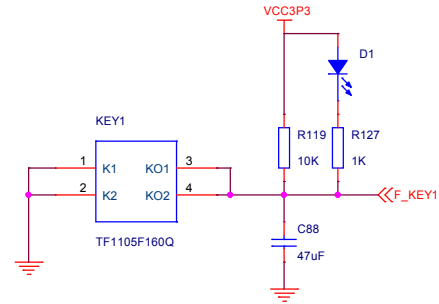 VCC3P3
D1
KEY1
R119
R127
1
K1
KO1
3
10K
1K
2
K2
KO2
4
F_KEY1
C88
TF1105F160Q
47uF